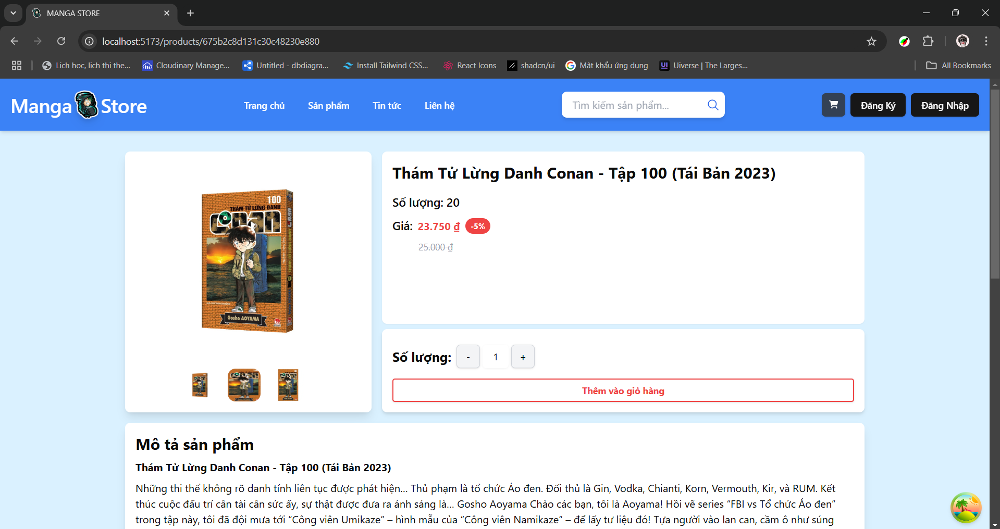 MANGA STORE
localhost:5173/products/675b2c8d131c30c48230e880
Lịch học, lịch thi the...
Cloudinary Manage...
Untitled - dbdiagra...
Install Tailwind CSS...
React Icons
shadcn/ui
Mật khẩu ứng dụng
UI
Uiverse | The Larges...
All Bookmarks
Manga Store
Trang chủ
Sản phẩm
Tin tức
Liên hệ
Tìm kiếm sản phẩm...
Đăng Ký
Đăng Nhập
100
THÁM TỬ LỪNG DANH
CONAN
Gosho AOYAMA
Thám Tử Lừng Danh Conan - Tập 100 (Tái Bản 2023)
Số lượng: 20
Giá: 23.750 ₫ -5%
25.000 ₫
Số lượng: - 1 +
Thêm vào giỏ hàng
Mô tả sản phẩm
Thám Tử Lừng Danh Conan - Tập 100 (Tái Bản 2023)
Những thi thể không rõ danh tính liên tục được phát hiện... Thủ phạm là tổ chức Áo đen. Đối thủ là Gin, Vodka, Chianti, Korn, Vermouth, Kir, và RUM. Kết
thúc cuộc đấu trí cân tài cân sức ấy, sự thật được đưa ra ánh sáng là... Gosho Aoyama Chào các bạn, tôi là Aoyama! Hồi vẽ series “FBI vs Tổ chức Áo đen”
trong tập này, tôi đã đội mưa tới “Công viên Umikaze” – hình mẫu của “Công viên Namikaze” – để lấy tư liệu đó! Tựa người vào lan can, cầm ô như súng